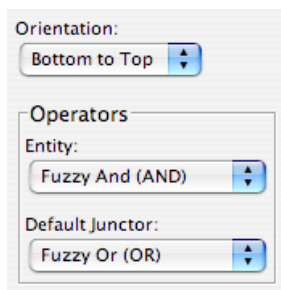 Orientation:
Bottom to Top
Operators
Entity:
Fuzzy And (AND)
Default Junctor:
Fuzzy Or (OR)